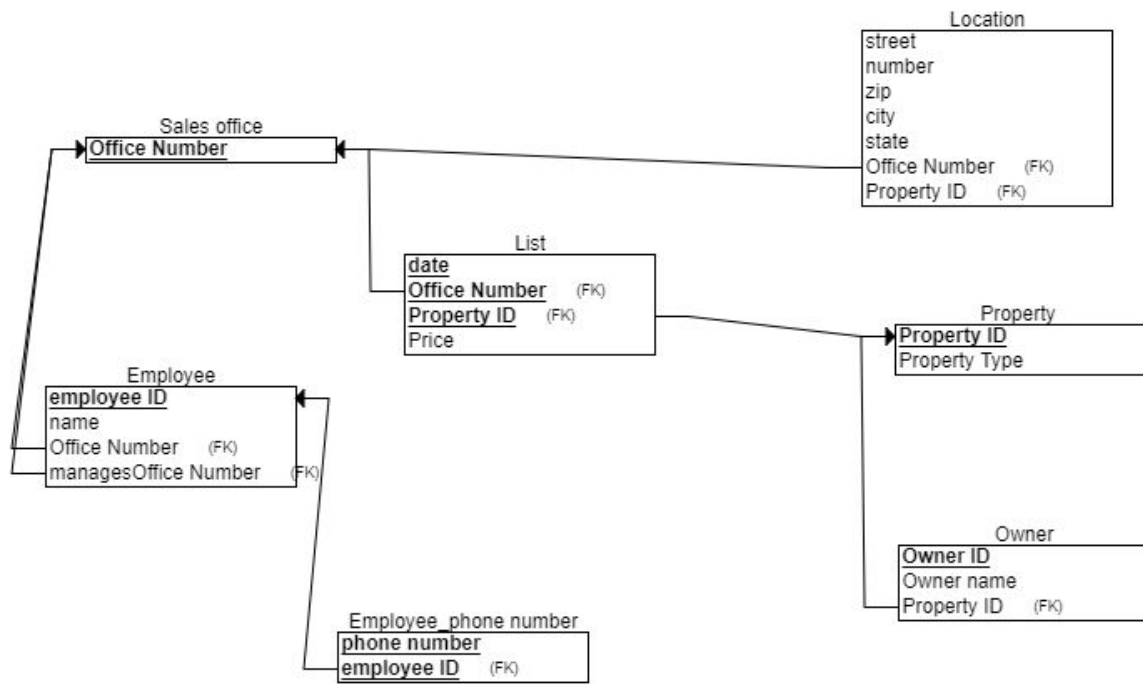 Location
street
number
zip
city
state
Office Number (FK)
Property ID (FK)
Sales office
Office Number
List
date
Office Number (FK)
Property ID (FK)
Price
Property
Property ID
Property Type
Employee
employee ID
name
Office Number (FK)
managesOffice Number (FK)
Owner
Owner ID
Owner name
Property ID (FK)
Employee_phone number
phone number
employee ID (FK)